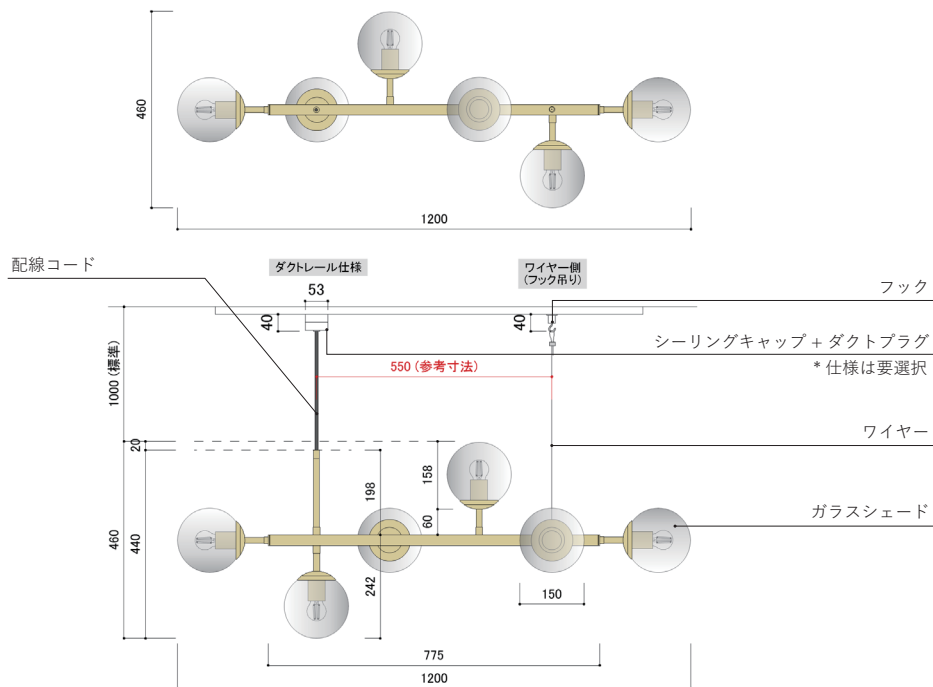 460
1200
配線コード
ダクトレール仕様
ワイヤー側
(フック吊り)
フック
53
40
40
シーリングキャップ + ダクトプラグ
* 仕様は要選択
1000 (標準)
550 (参考寸法)
ワイヤー
20
158
198
ガラスシェード
60
460
440
242
150
775
1200